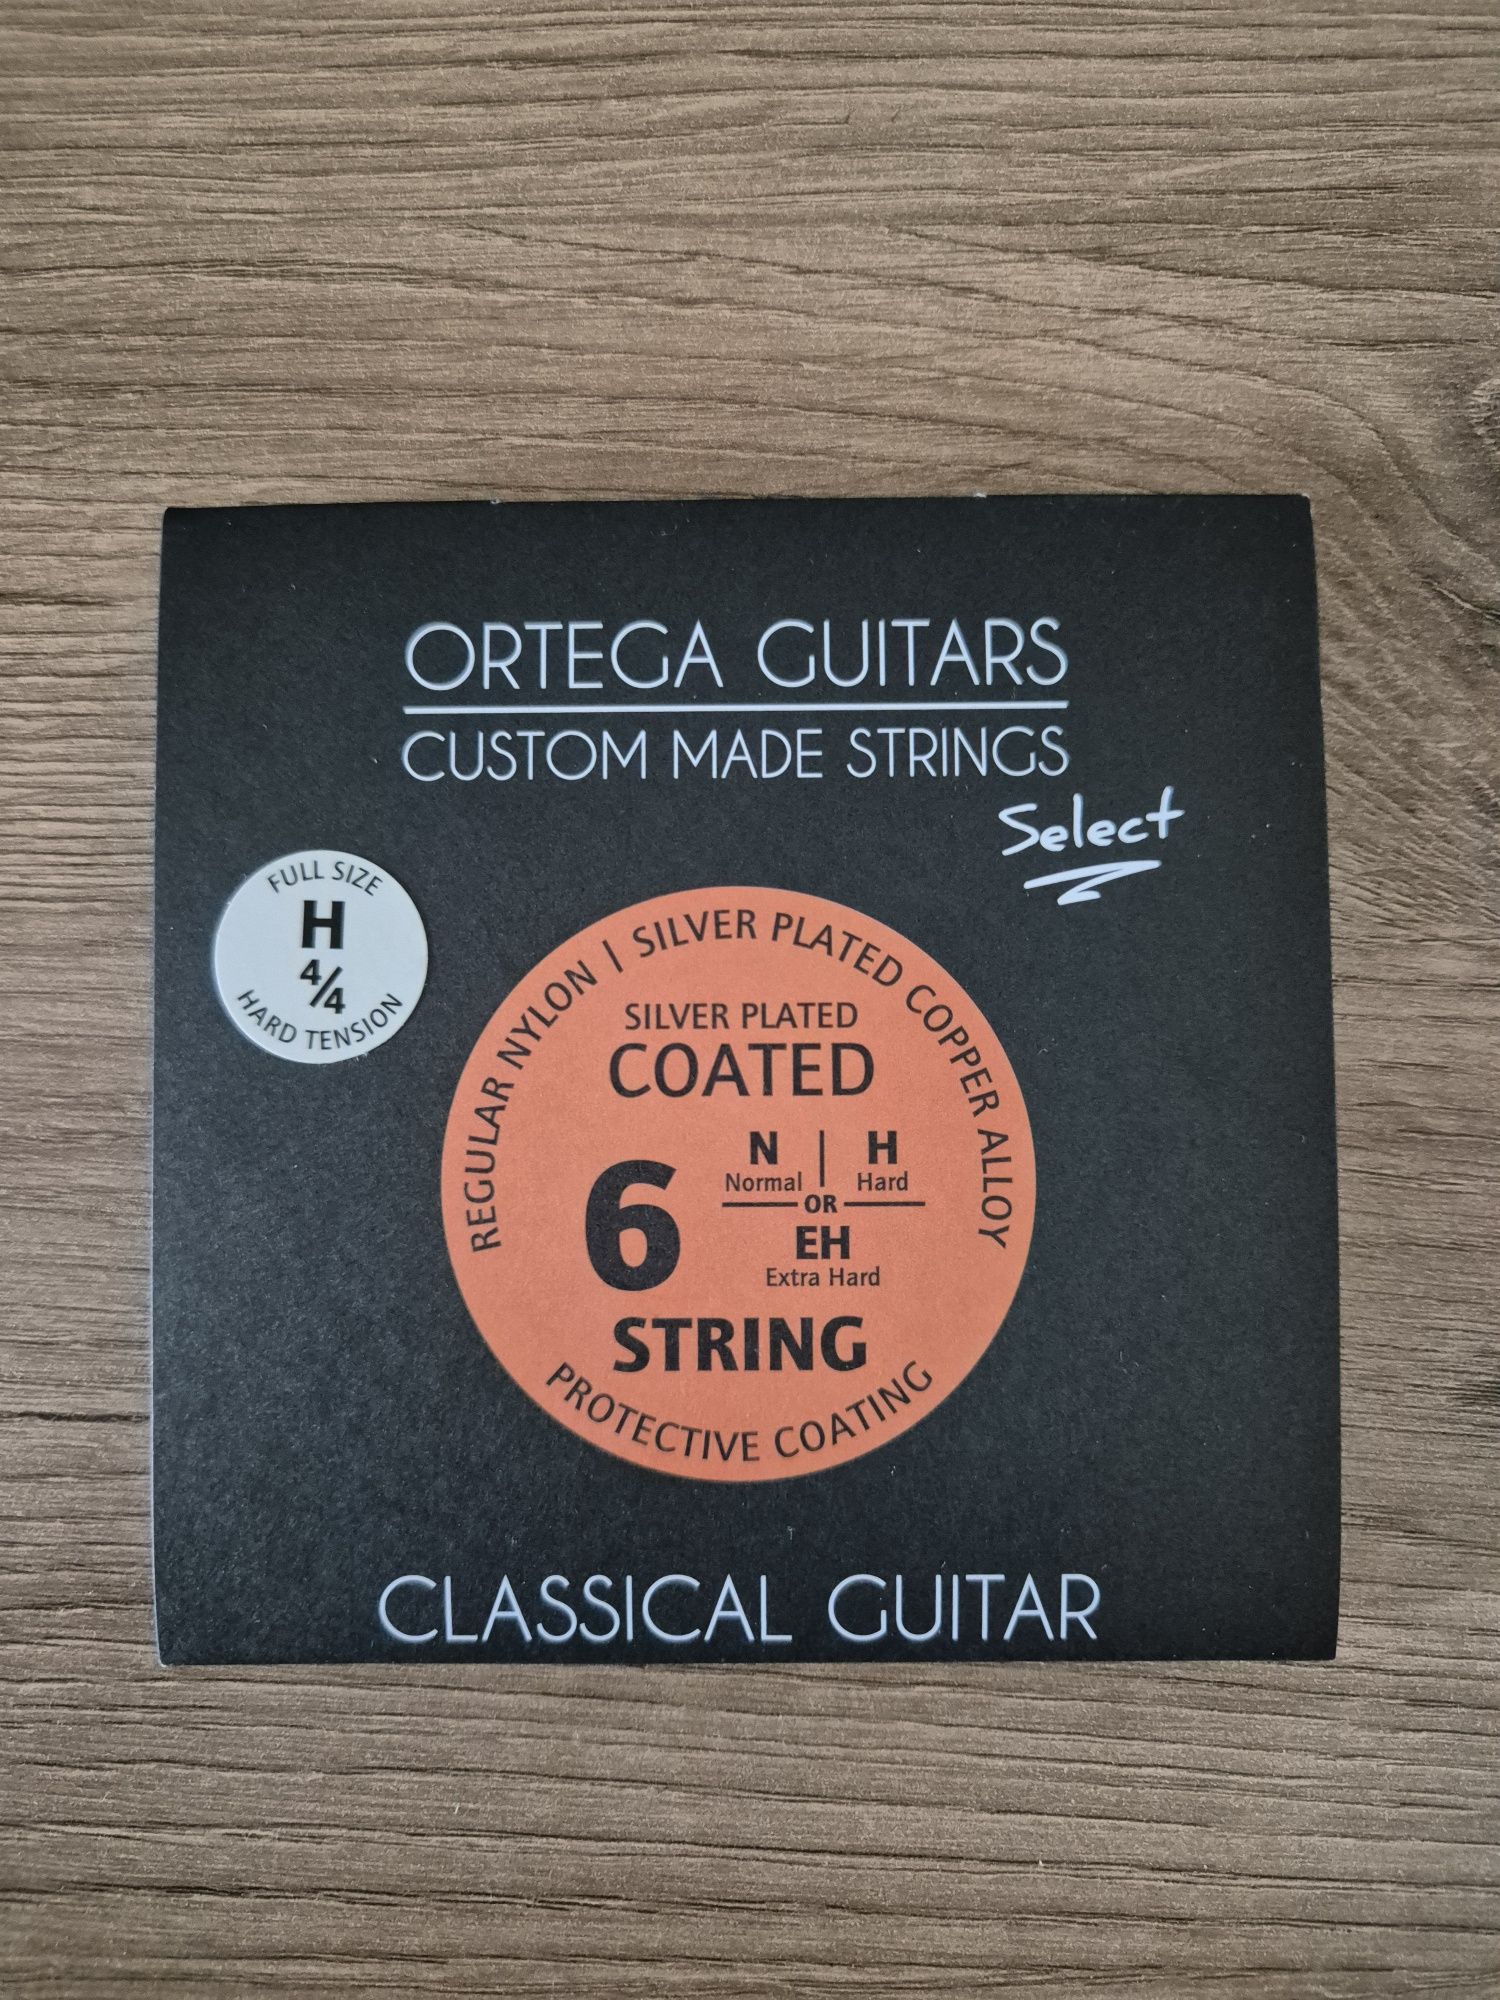 ORTEGA GUITARS
CUSTOM MADE STRINGS
Select
FULL SIZE
H
4/4
HARD TENSION
REGULAR NYLON | SILVER PLATED COPPER ALLOY
SILVER PLATED
COATED
6
N | H
Normal Hard
OR
EH
Extra Hard
STRING
PROTECTIVE COATING
CLASSICAL GUITAR